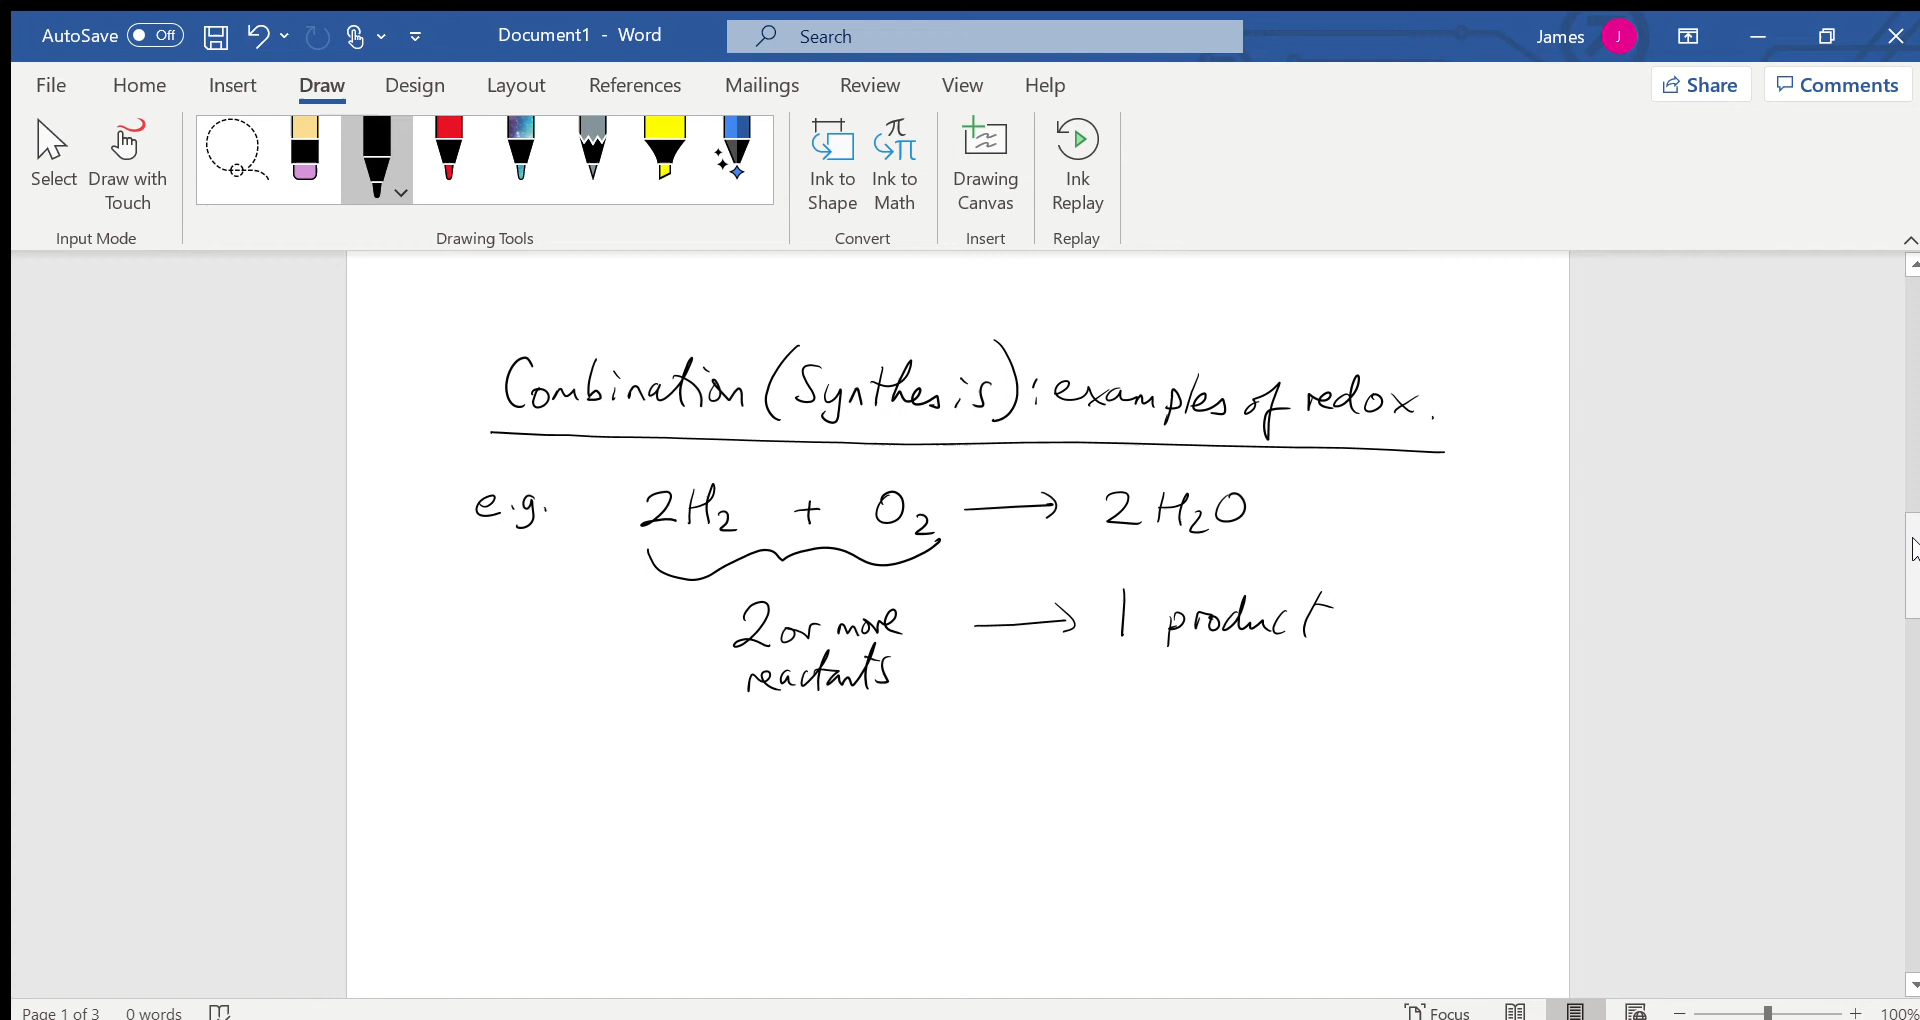 AutoSave Off Document1 - Word Search James J
File Home Insert Draw Design Layout References Mailings Review View Help Share Comments
Select Draw with Touch Ink to Shape Ink to Math Drawing Canvas Ink Replay
Input Mode Drawing Tools Convert Insert Replay
Combination (Synthesis) : examples of redox.
e.g. 2H₂ + O₂ → 2H₂O
2 or more → 1 product
reactants
Page 1 of 3 0 words Focus 100%